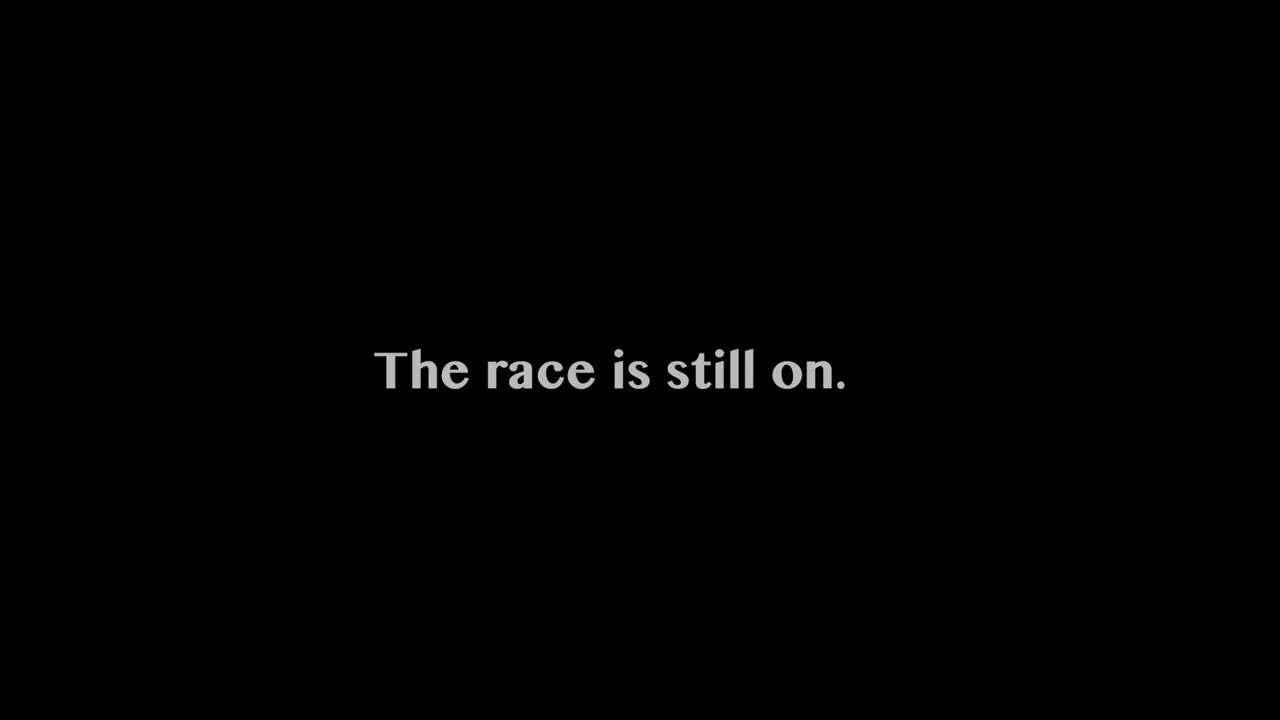 The race is still on.